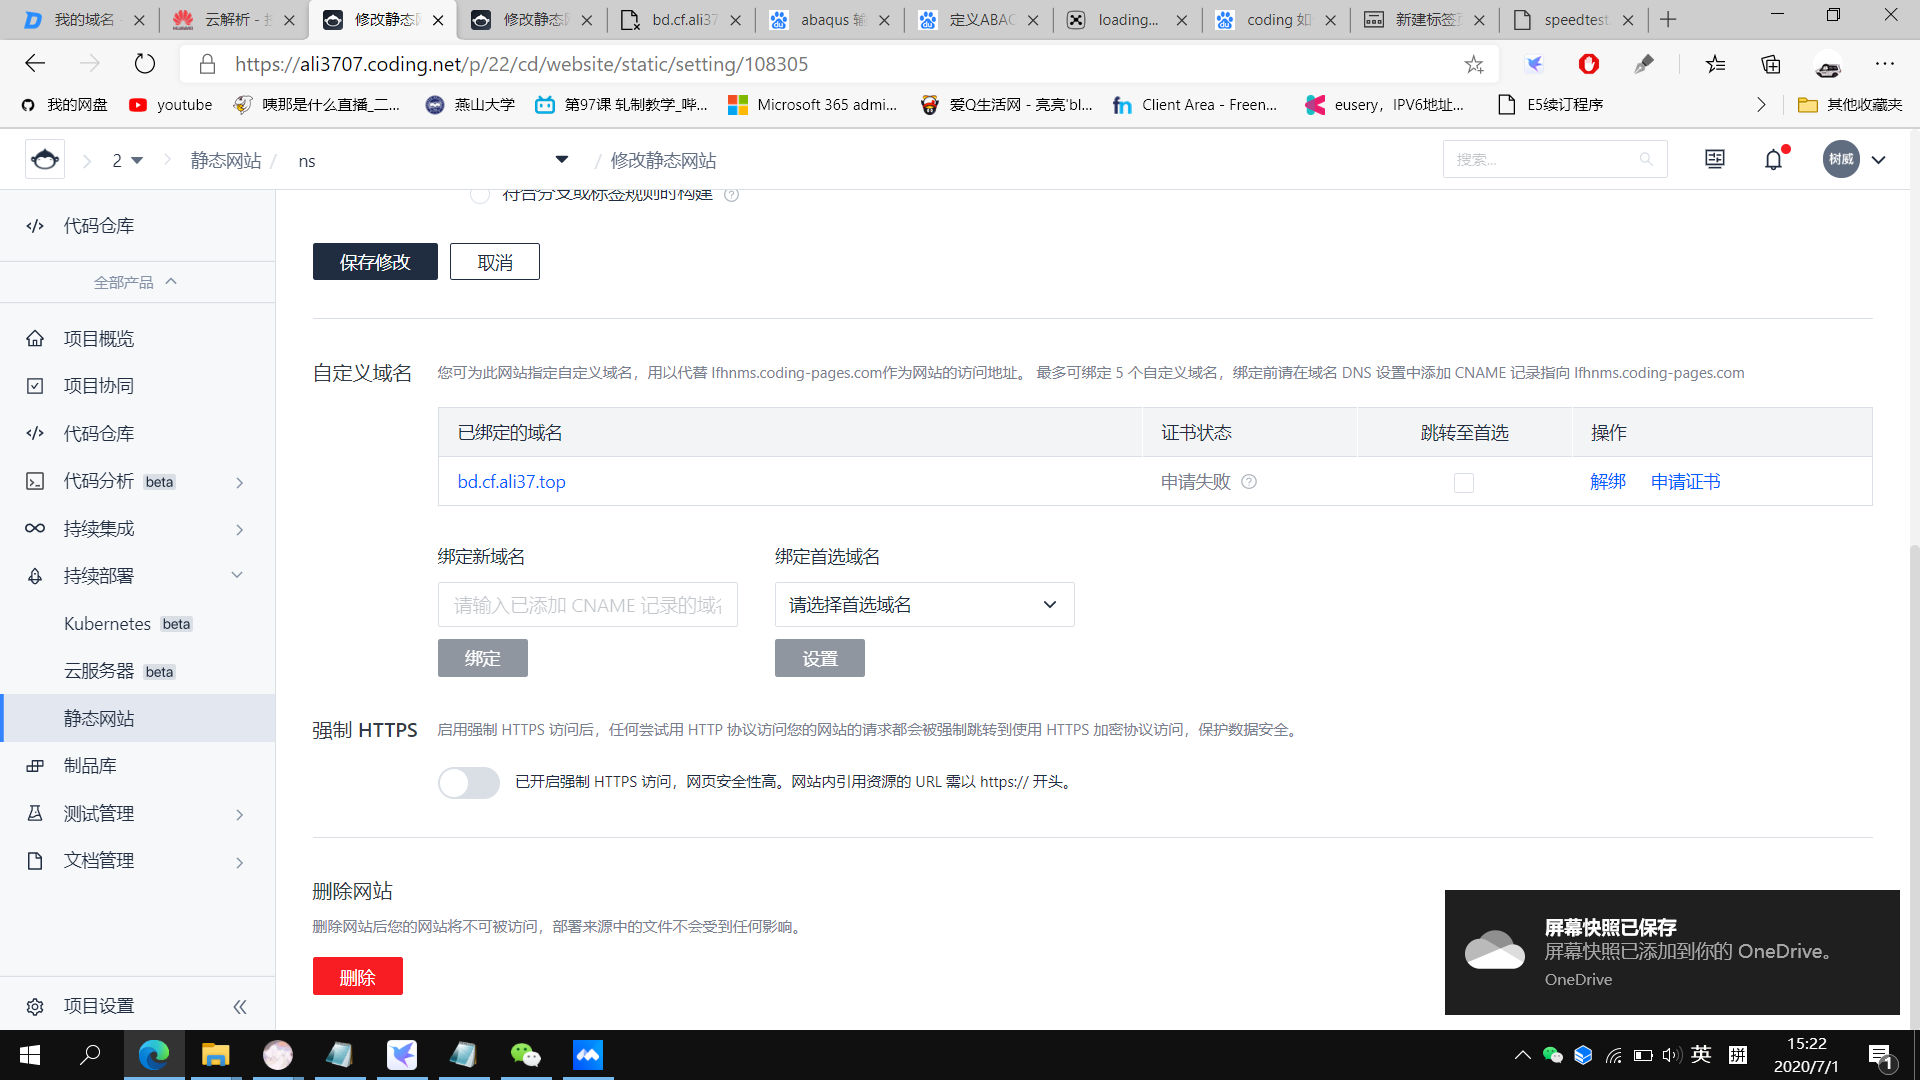 我的域名 -
云解析 - 扌
修改静态网
修改静态网
bd.cf.ali37
abaqus 输
定义ABAC
loading...
coding 如
新建标签页
speedtest.
https://ali3707.coding.net/p/22/cd/website/static/setting/108305
我的网盘
youtube
咦那是什么直播_二...
燕山大学
第97课 轧制教学_哔...
Microsoft 365 admi...
爱Q生活网 - 亮亮'bl...
Client Area - Freen...
eusery，IPV6地址...
E5续订程序
其他收藏夹
2
静态网站 /
ns
/ 修改静态网站
搜索...
树威
代码仓库
全部产品
项目概览
项目协同
代码仓库
代码分析 beta
持续集成
持续部署
Kubernetes beta
云服务器 beta
静态网站
制品库
测试管理
文档管理
项目设置
符合分支或标签规则的构建
保存修改
取消
自定义域名
您可为此网站指定自定义域名，用以代替 lfhnms.coding-pages.com作为网站的访问地址。 最多可绑定 5 个自定义域名，绑定前请在域名 DNS 设置中添加 CNAME 记录指向 lfhnms.coding-pages.com
已绑定的域名 证书状态 跳转至首选 操作
bd.cf.ali37.top 申请失败 解绑 申请证书
绑定新域名
绑定首选域名
请输入已添加 CNAME 记录的域名
请选择首选域名
绑定
设置
强制 HTTPS
启用强制 HTTPS 访问后，任何尝试用 HTTP 协议访问您的网站的请求都会被强制跳转到使用 HTTPS 加密协议访问，保护数据安全。
已开启强制 HTTPS 访问，网页安全性高。网站内引用资源的 URL 需以 https:// 开头。
删除网站
删除网站后您的网站将不可被访问，部署来源中的文件不会受到任何影响。
删除
屏幕快照已保存
屏幕快照已添加到你的 OneDrive。
OneDrive
英
拼
15:22
2020/7/1
1